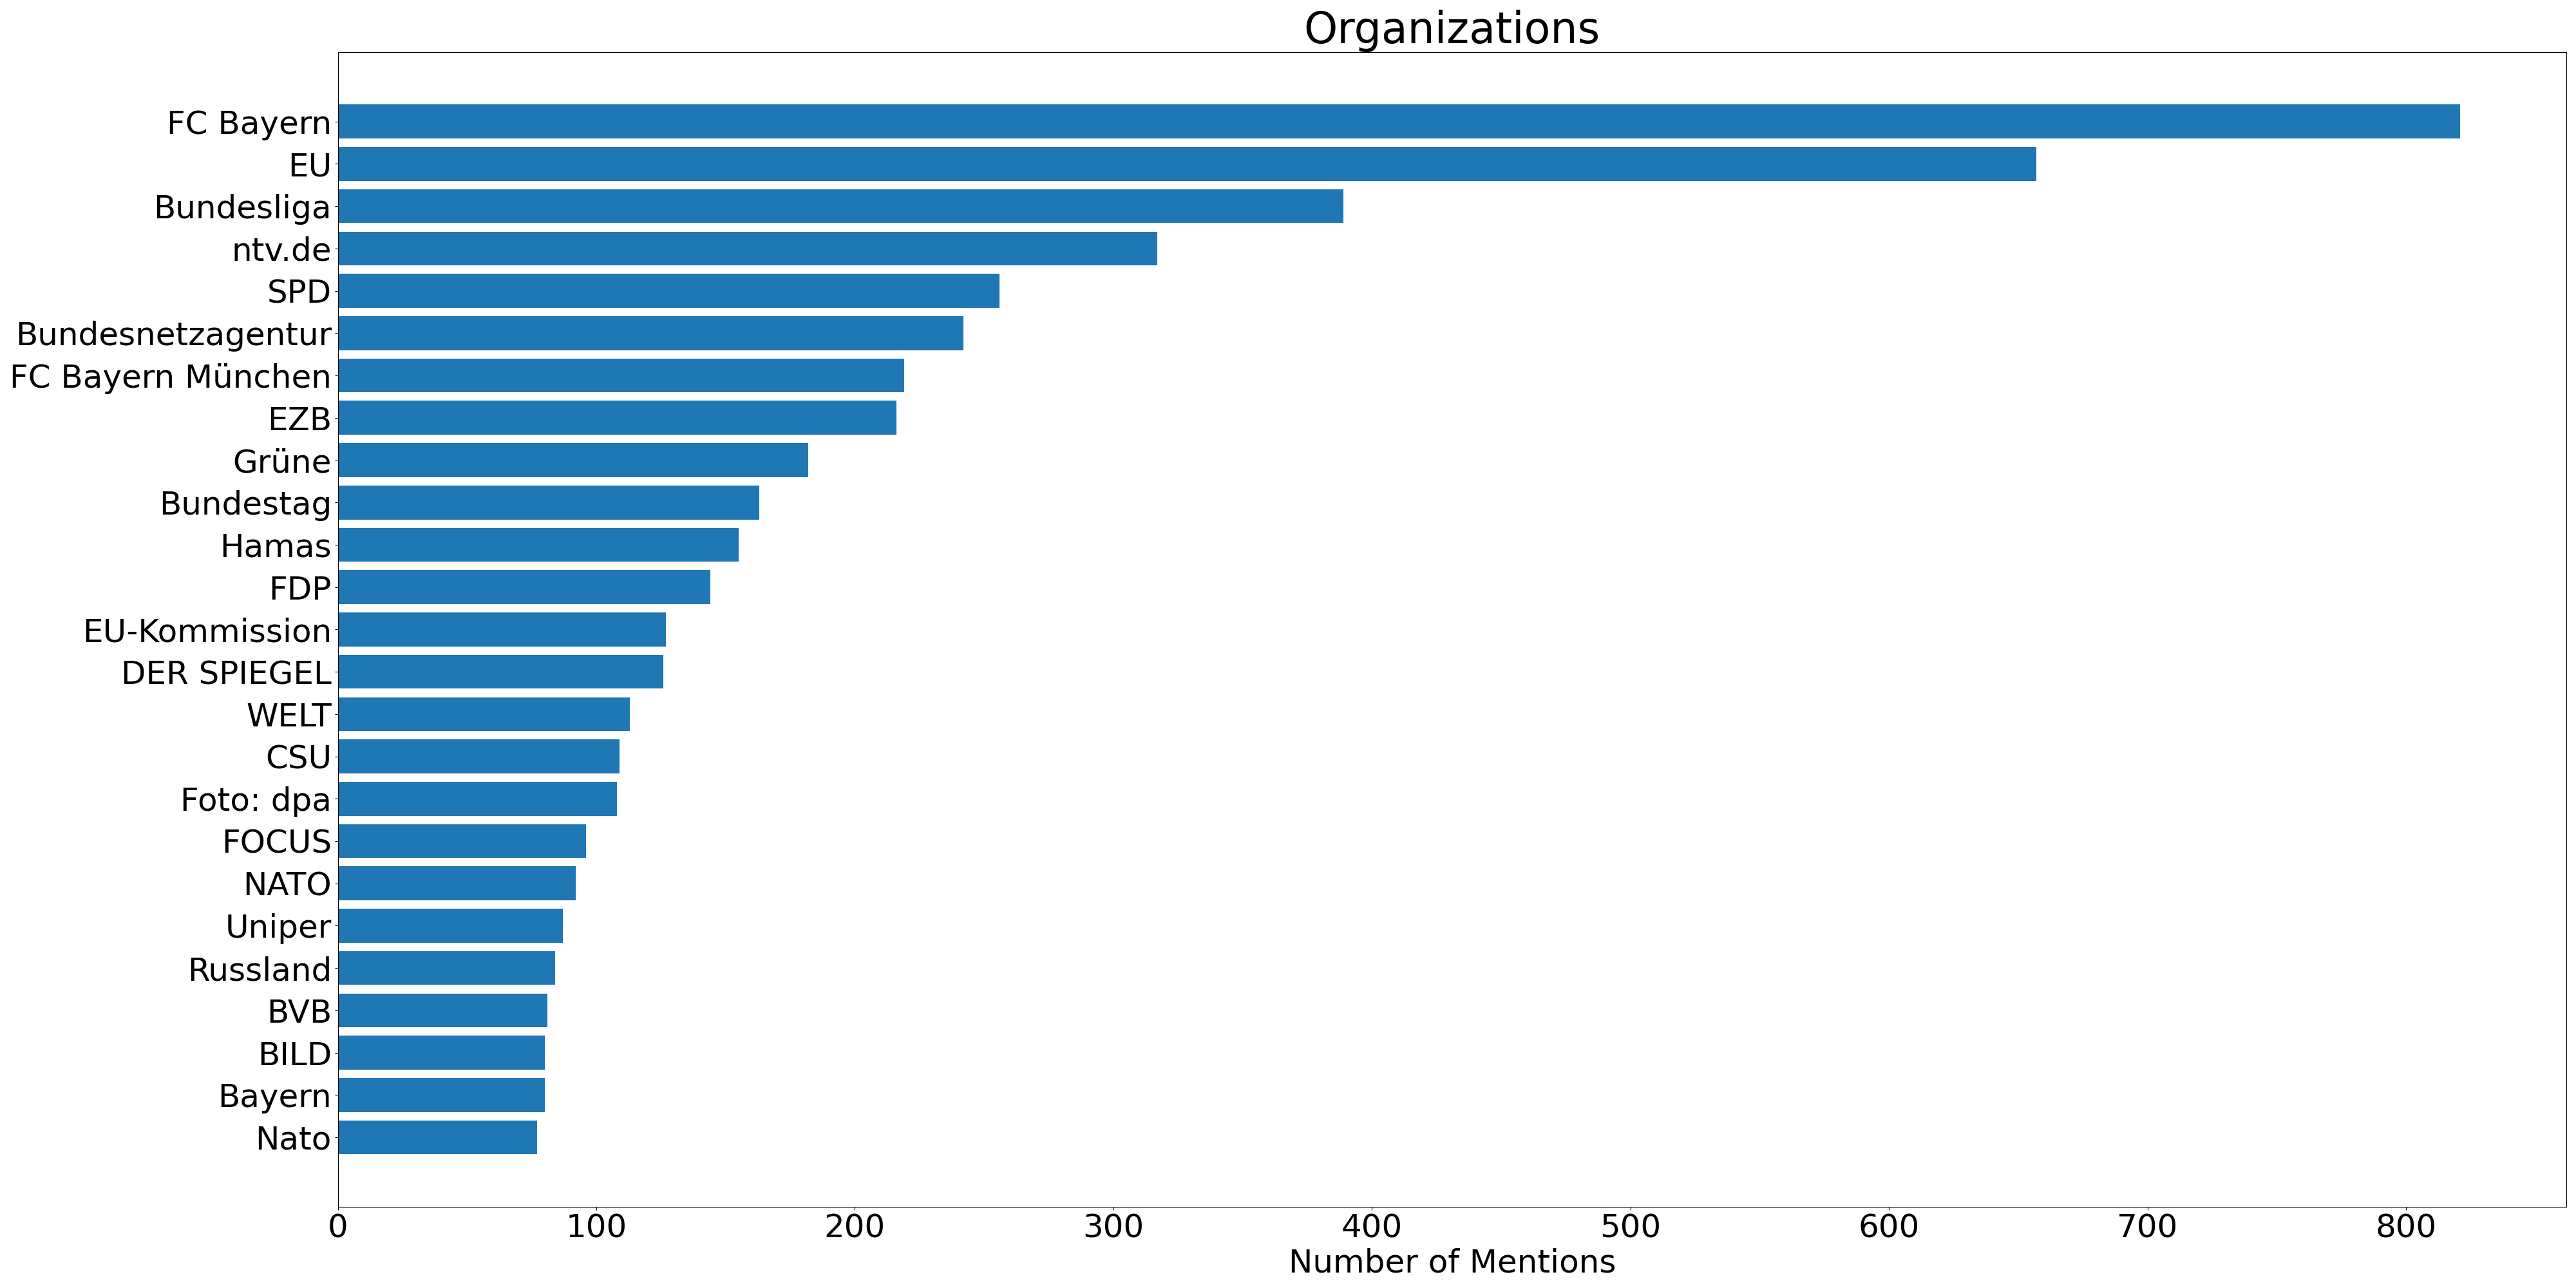 Organizations
FC Bayern
EU
Bundesliga
ntv.de
SPD
Bundesnetzagentur
FC Bayern München
EZB
Grüne
Bundestag
Hamas
FDP
EU-Kommission
DER SPIEGEL
WELT
CSU
Foto: dpa
FOCUS
NATO
Uniper
Russland
BVB
BILD
Bayern
Nato
0 100 200 300 400 500 600 700 800
Number of Mentions